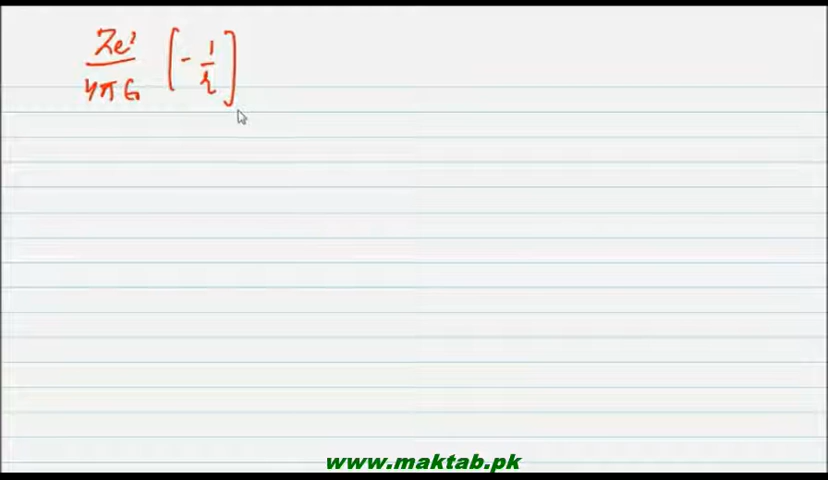 Ze² / 4πε₀ [ - 1/r ]
www.maktab.pk